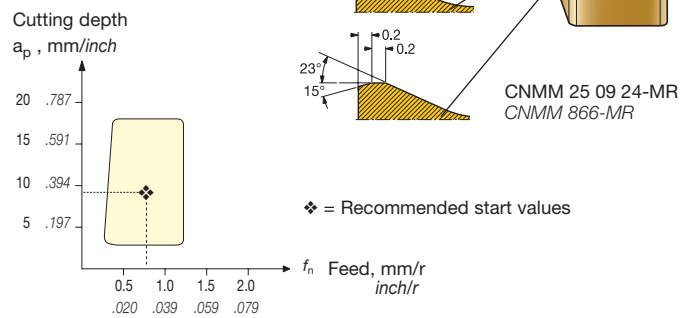 Cutting depth
aₚ , mm/inch
20 .787
15 .591
10 .394
5 .197
0.5 1.0 1.5 2.0
.020 .039 .059 .079
fₙ Feed, mm/r
inch/r
0.2
0.2
23°
15°
CNMM 25 09 24-MR
CNMM 866-MR
❖ = Recommended start values